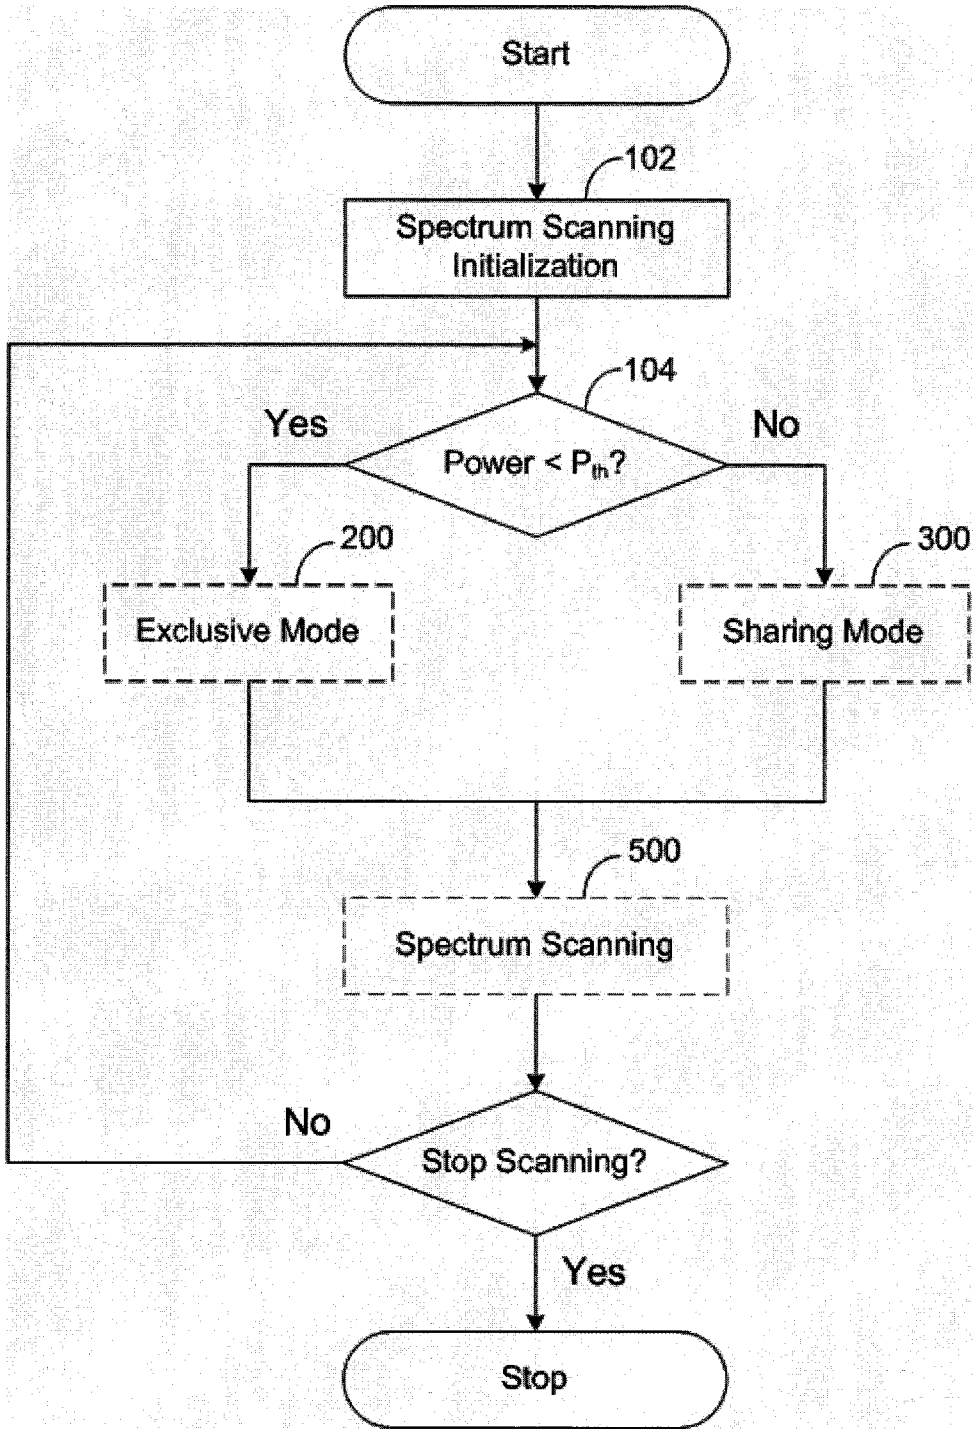 Start
102
Spectrum Scanning
Initialization
104
Yes
No
Power < Pth?
200
300
Exclusive Mode
Sharing Mode
500
Spectrum Scanning
No
Stop Scanning?
Yes
Stop